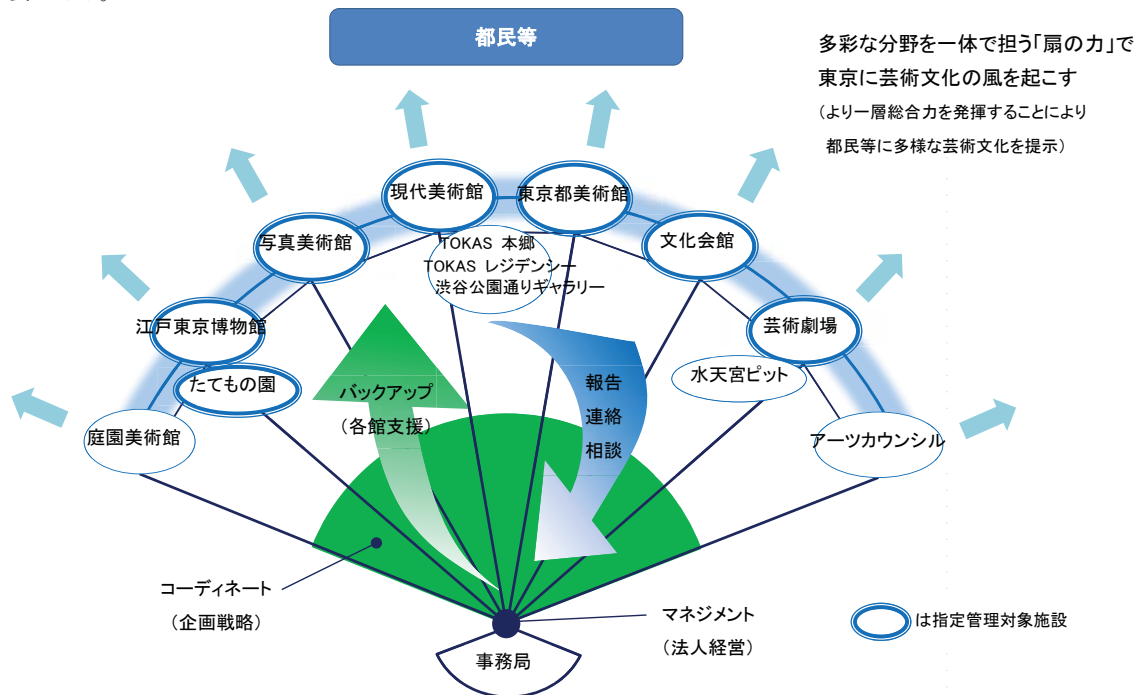 都民等
多彩な分野を一体で担う「扇の力」で
東京に芸術文化の風を起こす
（より一層総合力を発揮することにより
都民等に多様な芸術文化を提示）
現代美術館
東京都美術館
写真美術館
文化会館
TOKAS 本郷
TOKAS レジデンシー
渋谷公園通りギャラリー
江戸東京博物館
芸術劇場
たてもの園
水天宮ピット
庭園美術館
アーツカウンシル
バックアップ
（各館支援）
報告
連絡
相談
コーディネート
（企画戦略）
マネジメント
（法人経営）
事務局
は指定管理対象施設